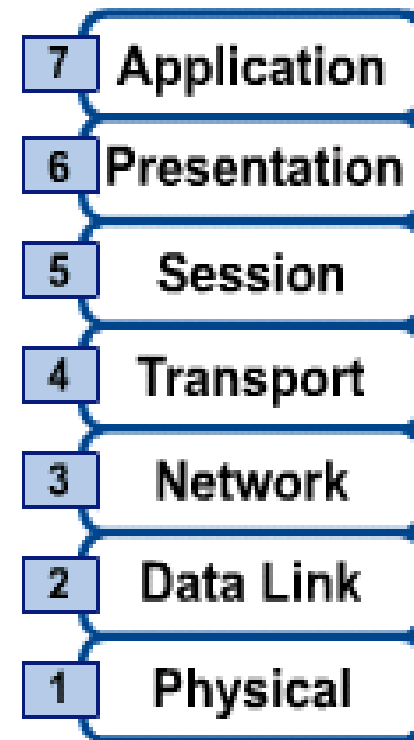 7 Application
6 Presentation
5 Session
4 Transport
3 Network
2 Data Link
1 Physical